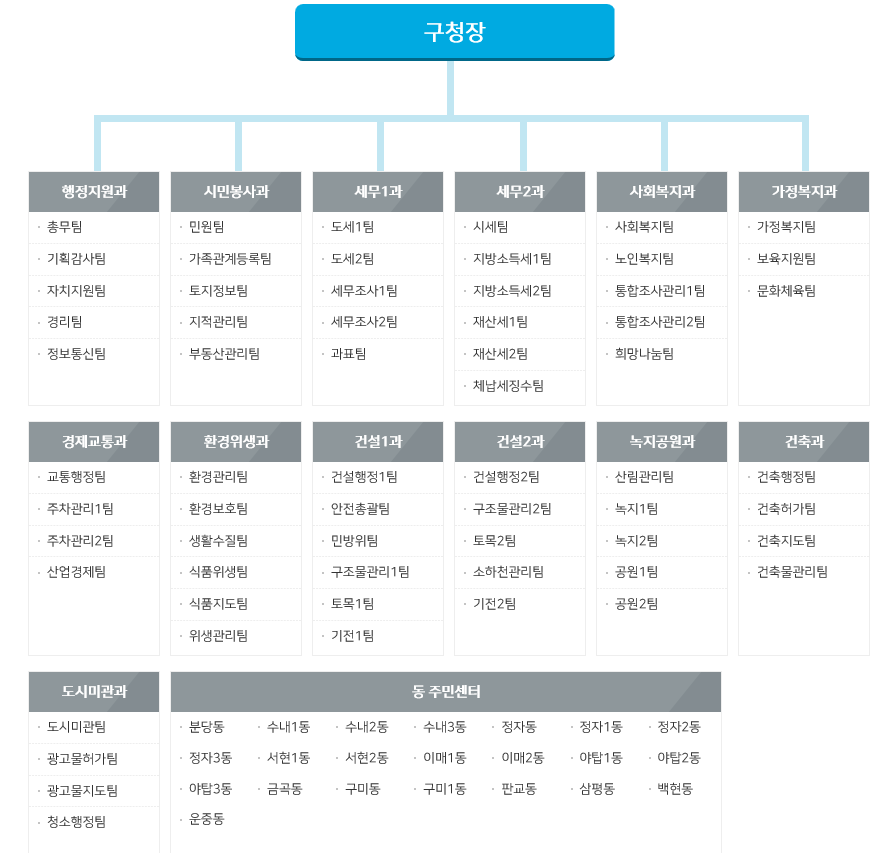 구청장
행정지원과 시민봉사과 세무1과 세무2과 사회복지과 가정복지과
· 총무팀 · 민원팀 · 도세1팀 · 시세팀 · 사회복지팀 · 가정복지팀
· 기획감사팀 · 가족관계등록팀 · 도세2팀 · 지방소득세1팀 · 노인복지팀 · 보육지원팀
· 자치지원팀 · 토지정보팀 · 세무조사1팀 · 지방소득세2팀 · 통합조사관리1팀 · 문화체육팀
· 경리팀 · 지적관리팀 · 세무조사2팀 · 재산세1팀 · 통합조사관리2팀
· 정보통신팀 · 부동산관리팀 · 과표팀 · 재산세2팀 · 희망나눔팀
· 체납세징수팀
경제교통과 환경위생과 건설1과 건설2과 녹지공원과 건축과
· 교통행정팀 · 환경관리팀 · 건설행정1팀 · 건설행정2팀 · 산림관리팀 · 건축행정팀
· 주차관리1팀 · 환경보호팀 · 안전총괄팀 · 구조물관리2팀 · 녹지1팀 · 건축허가팀
· 주차관리2팀 · 생활수질팀 · 민방위팀 · 토목2팀 · 녹지2팀 · 건축지도팀
· 산업경제팀 · 식품위생팀 · 구조물관리1팀 · 소하천관리팀 · 공원1팀 · 건축물관리팀
· 식품지도팀 · 토목1팀 · 기전2팀 · 공원2팀
· 위생관리팀 · 기전1팀
도시미관과 동 주민센터
· 도시미관팀 · 분당동 · 수내1동 · 수내2동 · 수내3동 · 정자동 · 정자1동 · 정자2동
· 광고물허가팀 · 정자3동 · 서현1동 · 서현2동 · 이매1동 · 이매2동 · 야탑1동 · 야탑2동
· 광고물지도팀 · 야탑3동 · 금곡동 · 구미동 · 구미1동 · 판교동 · 삼평동 · 백현동
· 청소행정팀 · 운중동